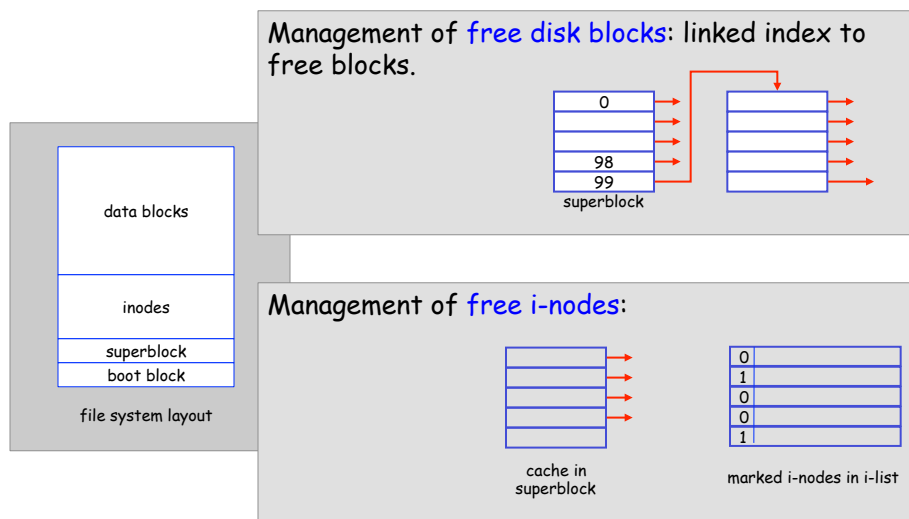 Management of free disk blocks: linked index to
free blocks.
0
98
99
superblock
data blocks
inodes
superblock
boot block
file system layout
Management of free i-nodes:
0
1
0
0
1
cache in
superblock
marked i-nodes in i-list